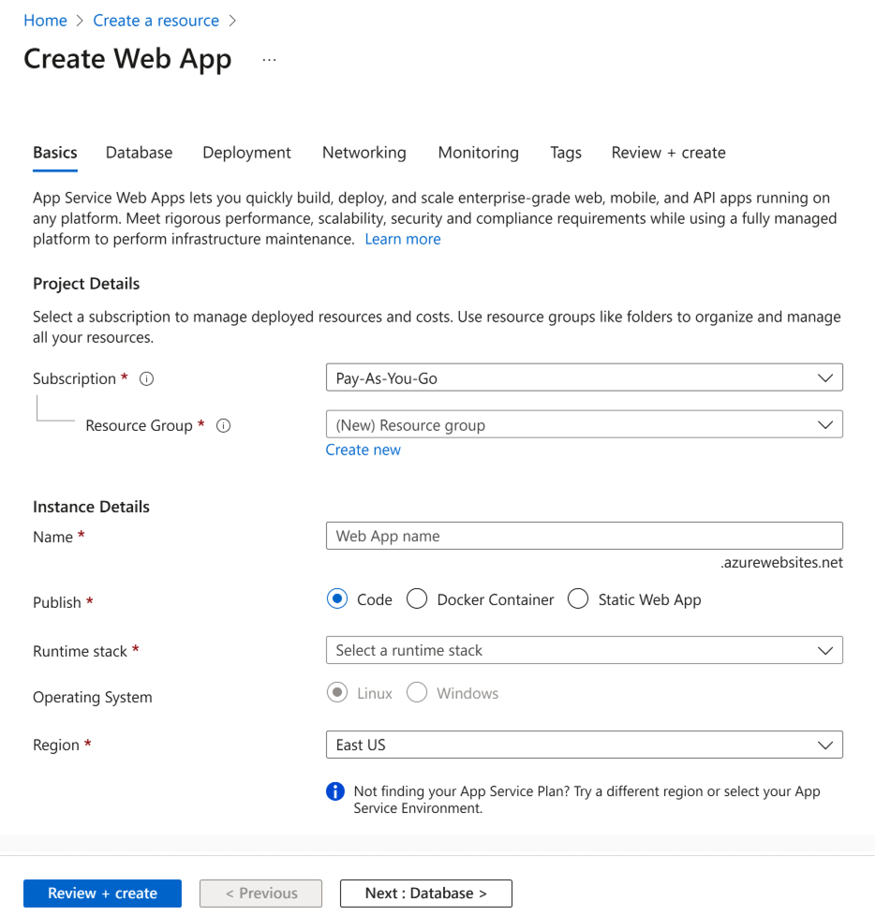 Home > Create a resource >
Create Web App ...
Basics Database Deployment Networking Monitoring Tags Review + create
App Service Web Apps lets you quickly build, deploy, and scale enterprise-grade web, mobile, and API apps running on
any platform. Meet rigorous performance, scalability, security and compliance requirements while using a fully managed
platform to perform infrastructure maintenance. Learn more
Project Details
Select a subscription to manage deployed resources and costs. Use resource groups like folders to organize and manage
all your resources.
Subscription * Pay-As-You-Go
Resource Group * (New) Resource group
Create new
Instance Details
Name * Web App name
.azurewebsites.net
Publish * Code Docker Container Static Web App
Runtime stack * Select a runtime stack
Operating System Linux Windows
Region * East US
Not finding your App Service Plan? Try a different region or select your App
Service Environment.
Review + create < Previous Next : Database >